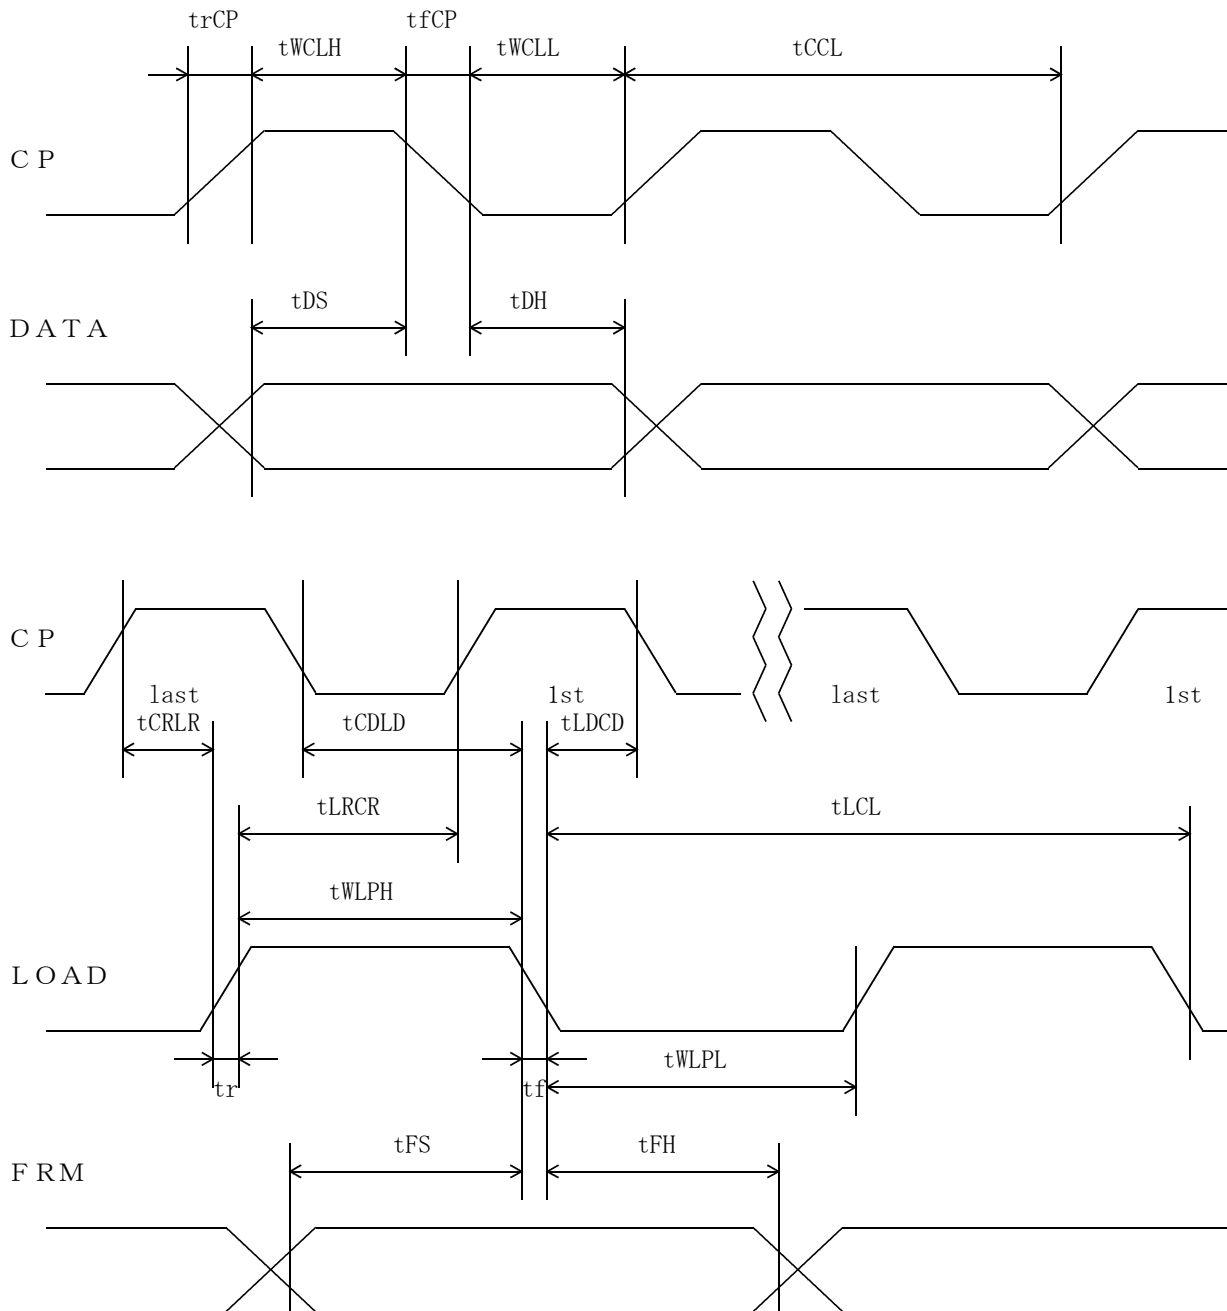 trCP tfCP
tWCLH tWCLL tCCL
ＣＰ
tDS tDH
ＤＡＴＡ
ＣＰ
last 1st last 1st
tCRLR tCDLD tLDCD
tLRCR tLCL
tWLPH
ＬＯＡＤ
tWLPL
tr tf
tFS tFH
ＦＲＭ